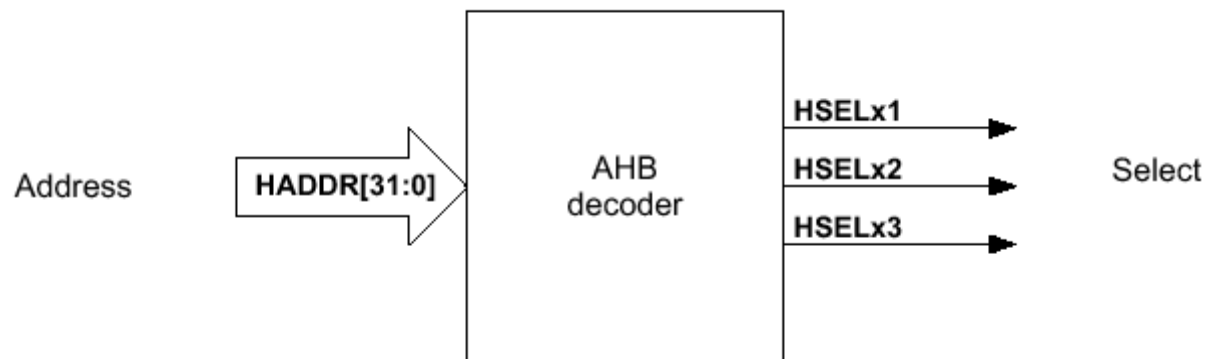 Address
HADDR[31:0]
AHB
decoder
HSELx1
HSELx2
HSELx3
Select